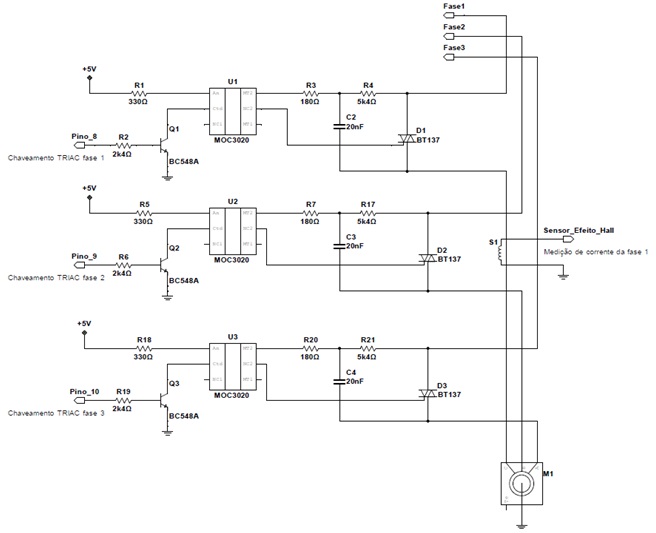 Fase1
Fase2
Fase3
+5V
R1
330Ω
U1
MOC3020
R3
180Ω
R4
5k4Ω
C2
20nF
D1
BT137
Pino_8
R2
2k4Ω
Q1
BC548A
Chaveamento TRIAC fase 1
+5V
R5
330Ω
U2
MOC3020
R7
180Ω
R17
5k4Ω
C3
20nF
D2
BT137
Pino_9
R6
2k4Ω
Q2
BC548A
Chaveamento TRIAC fase 2
S1
Sensor_Efeito_Hall
Medição de corrente da fase 1
+5V
R18
330Ω
U3
MOC3020
R20
180Ω
R21
5k4Ω
C4
20nF
D3
BT137
Pino_10
R19
2k4Ω
Q3
BC548A
Chaveamento TRIAC fase 3
M1